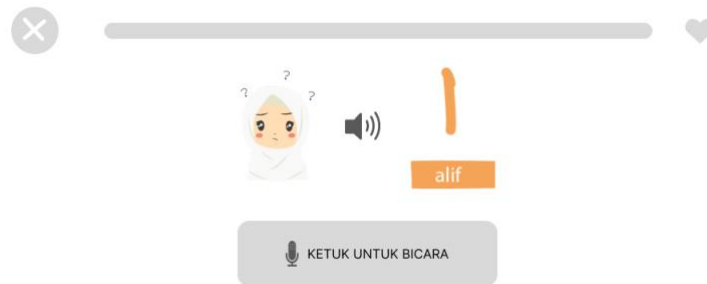 ? ? ?
ا
alif
KETUK UNTUK BICARA